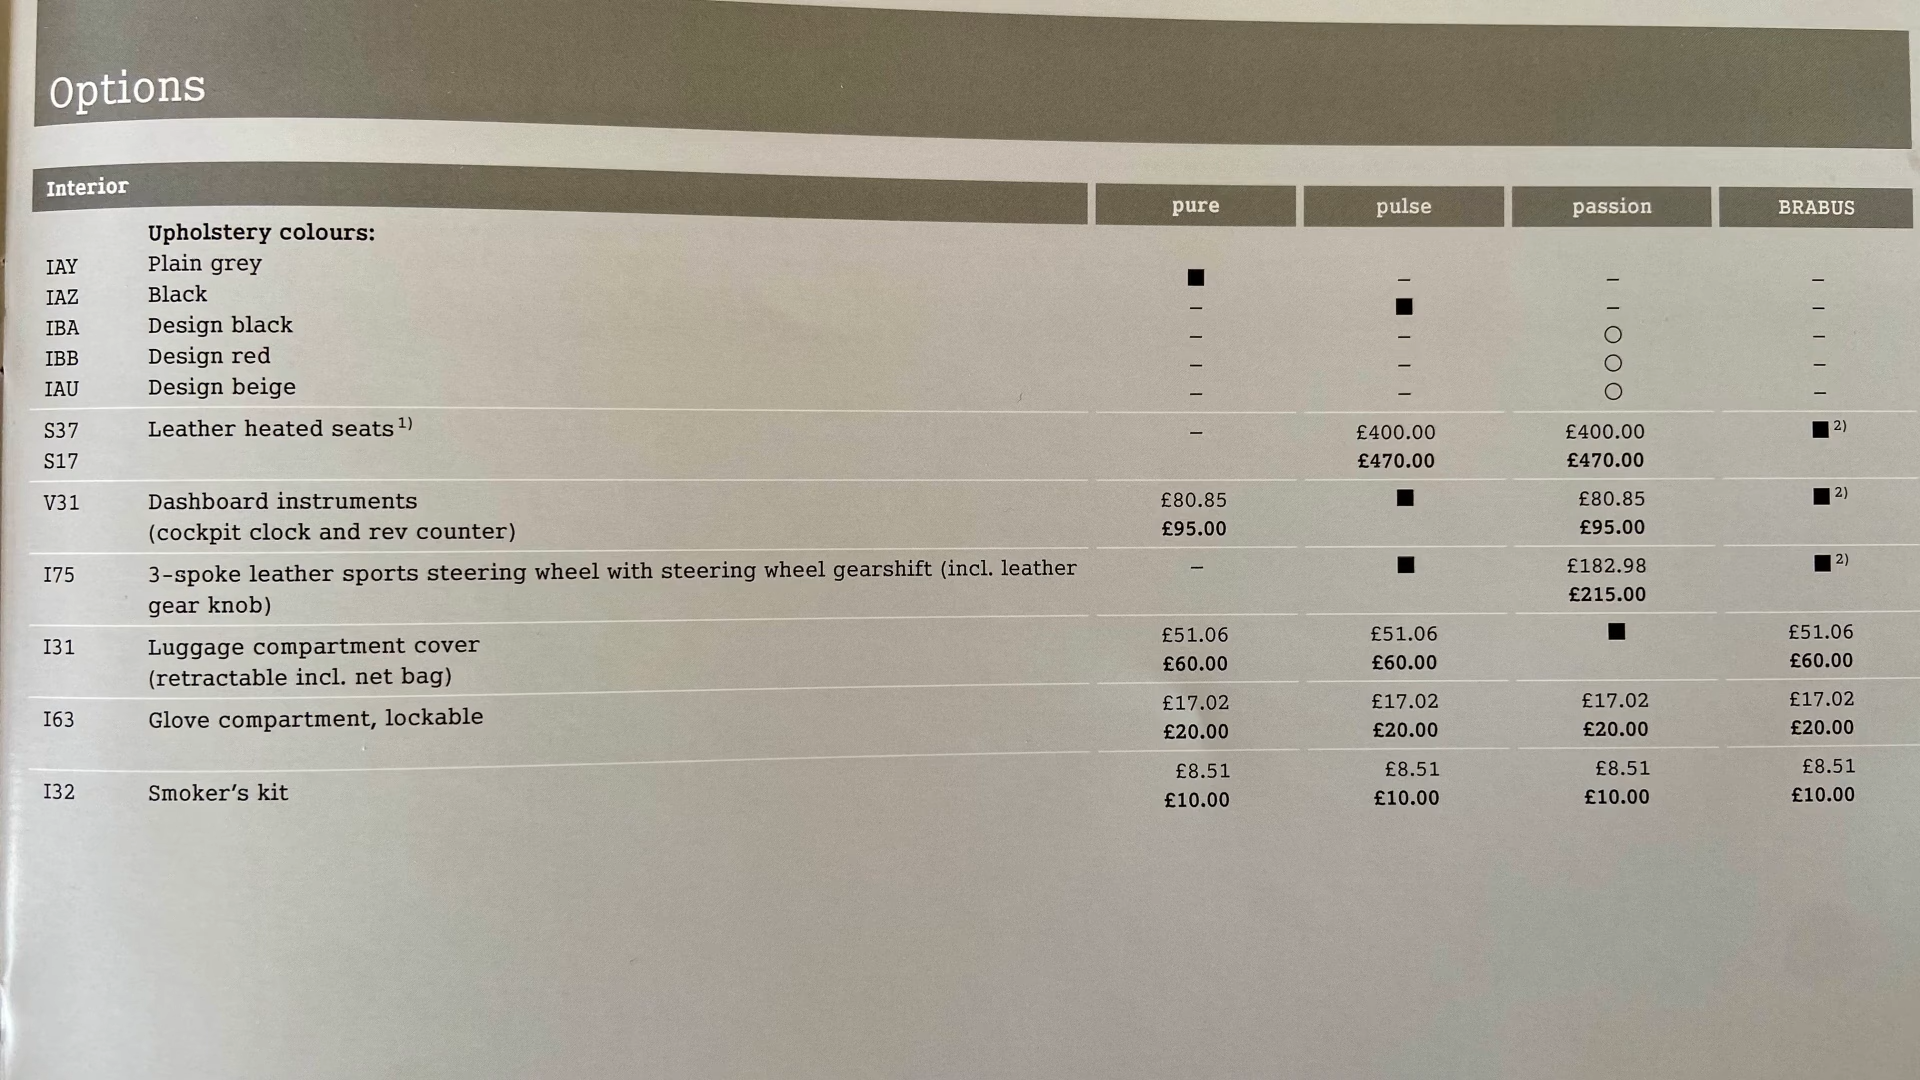 Options
Interior pure pulse passion BRABUS
Upholstery colours:
IAY Plain grey ■ – – –
IAZ Black – ■ – –
IBA Design black – – ○ –
IBB Design red – – ○ –
IAU Design beige – – ○ –
S37 Leather heated seats 1) – £400.00 £400.00 ■ 2)
S17 £470.00 £470.00
V31 Dashboard instruments £80.85 ■ £80.85 ■ 2)
(cockpit clock and rev counter) £95.00 £95.00
I75 3-spoke leather sports steering wheel with steering wheel gearshift (incl. leather – ■ £182.98 ■ 2)
gear knob) £215.00
I31 Luggage compartment cover £51.06 £51.06 ■ £51.06
(retractable incl. net bag) £60.00 £60.00 £60.00
I63 Glove compartment, lockable £17.02 £17.02 £17.02 £17.02
£20.00 £20.00 £20.00 £20.00
I32 Smoker's kit £8.51 £8.51 £8.51 £8.51
£10.00 £10.00 £10.00 £10.00